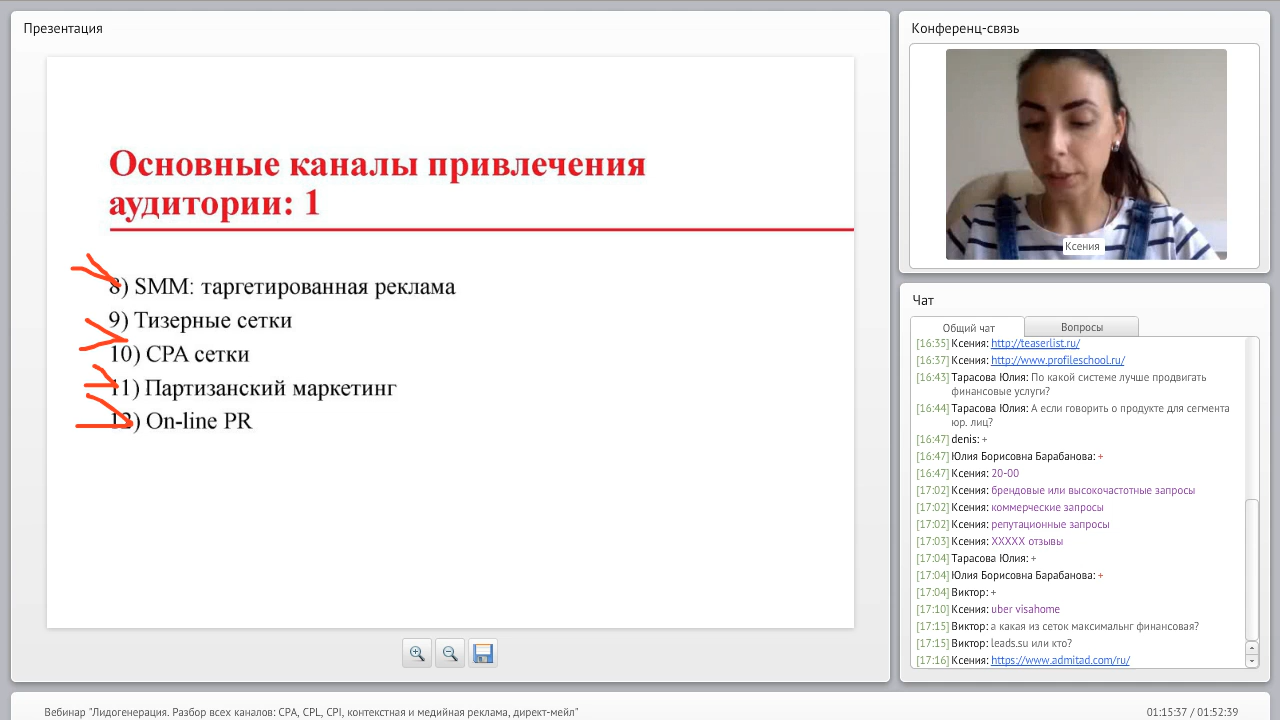 Презентация
Основные каналы привлечения
аудитории: 1
8) SMM: таргетированная реклама
9) Тизерные сетки
10) CPA сетки
11) Партизанский маркетинг
12) On-line PR
Конференц-связь
Ксения
Чат
Общий чат
Вопросы
[16:35] Ксения: http://teaserlist.ru/
[16:37] Ксения: http://www.profileschool.ru/
[16:43] Тарасова Юлия: По какой системе лучше продвигать
финансовые услуги?
[16:44] Тарасова Юлия: А если говорить о продукте для сегмента
юр. лиц?
[16:47] denis: +
[16:47] Юлия Борисовна Барабанова: +
[16:47] Ксения: 20-00
[17:02] Ксения: брендовые или высокочастотные запросы
[17:02] Ксения: коммерческие запросы
[17:02] Ксения: репутационные запросы
[17:03] Ксения: XXXXX отзывы
[17:04] Тарасова Юлия: +
[17:04] Юлия Борисовна Барабанова: +
[17:04] Виктор: +
[17:10] Ксения: uber visahome
[17:15] Виктор: а какая из сеток максимальнг финансовая?
[17:15] Виктор: leads.su или кто?
[17:16] Ксения: https://www.admitad.com/ru/
Вебинар "Лидогенерация. Разбор всех каналов: CPA, CPL, CPI, контекстная и медийная реклама, директ-мейл"
01:15:37 / 01:52:39